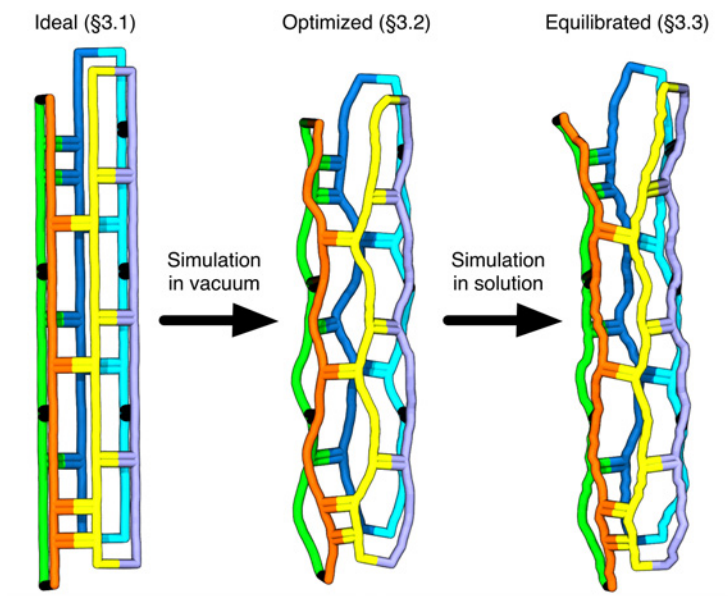 Ideal (§3.1)
Optimized (§3.2)
Equilibrated (§3.3)
Simulation
in vacuum
Simulation
in solution